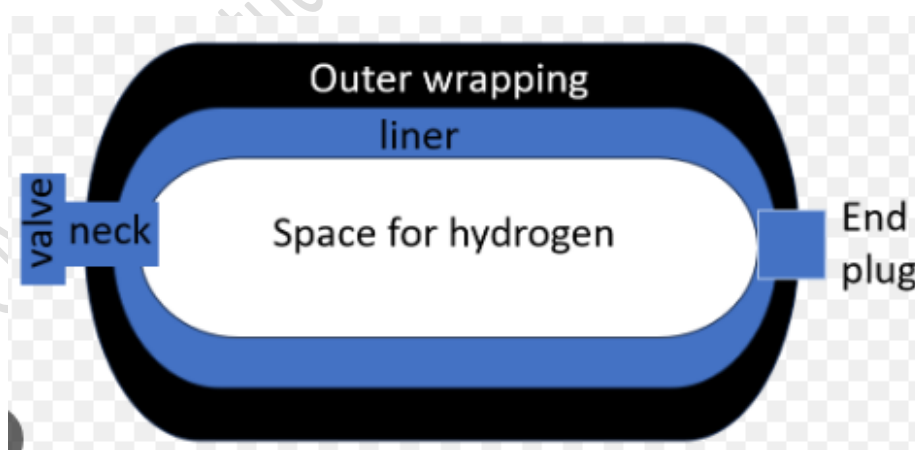 Outer wrapping
liner
valve
neck
Space for hydrogen
End
plug